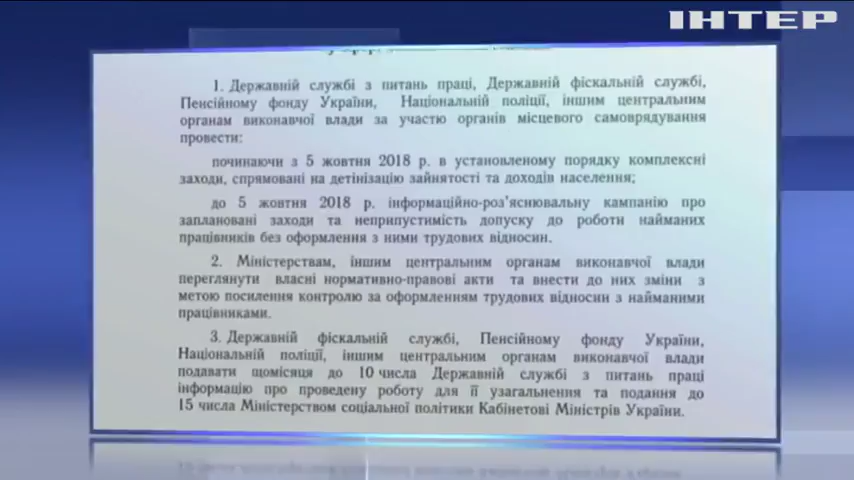 ІНТЕР
1. Державній службі з питань праці, Державній фіскальній службі,
Пенсійному фонду України, Національній поліції, іншим центральним
органам виконавчої влади за участю органів місцевого самоврядування
провести:
починаючи з 5 жовтня 2018 р. в установленому порядку комплексні
заходи, спрямовані на детінізацію зайнятості та доходів населення;
до 5 жовтня 2018 р. інформаційно-роз'яснювальну кампанію про
заплановані заходи та неприпустимість допуску до роботи найманих
працівників без оформлення з ними трудових відносин.
2. Міністерствам, іншим центральним органам виконавчої влади
переглянути власні нормативно-правові акти та внести до них зміни з
метою посилення контролю за оформленням трудових відносин з найманими
працівниками.
3. Державній фіскальній службі, Пенсійному фонду України,
Національній поліції, іншим центральним органам виконавчої влади
подавати щомісяця до 10 числа Державній службі з питань праці
інформацію про проведену роботу для її узагальнення та подання до
15 числа Міністерством соціальної політики Кабінетові Міністрів України.